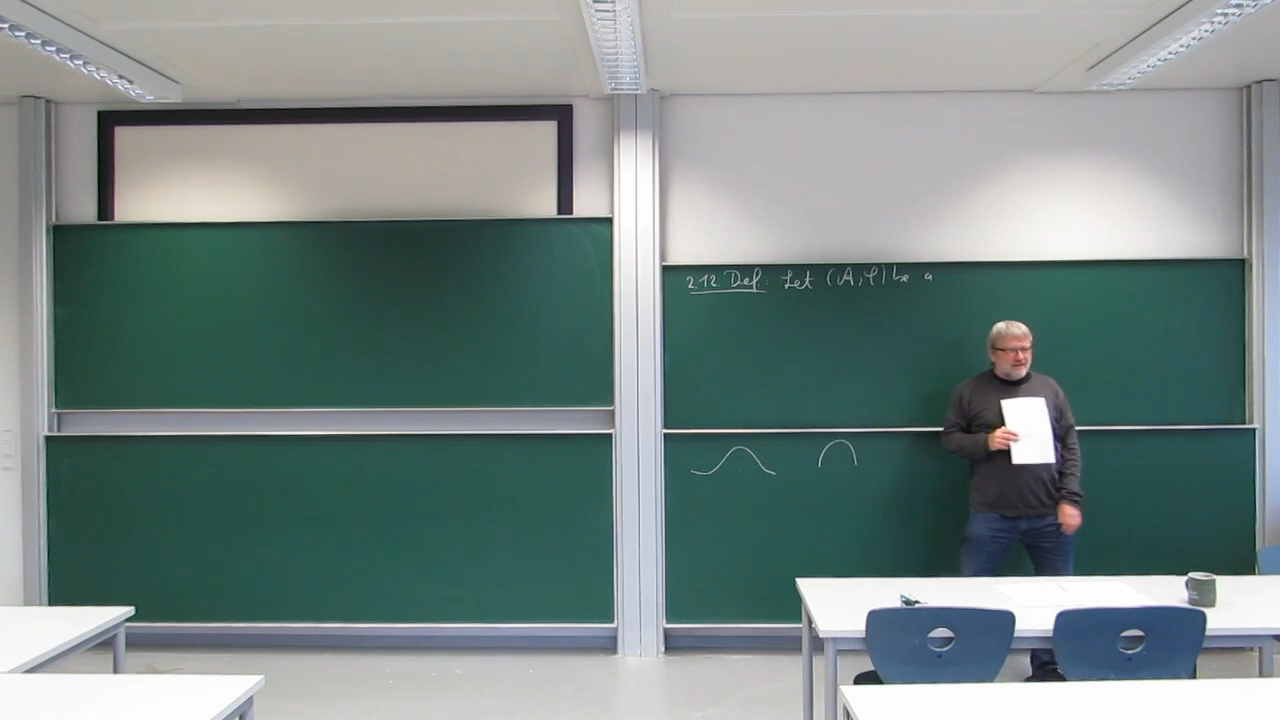 2.12. Def: Let (A, φ) be a